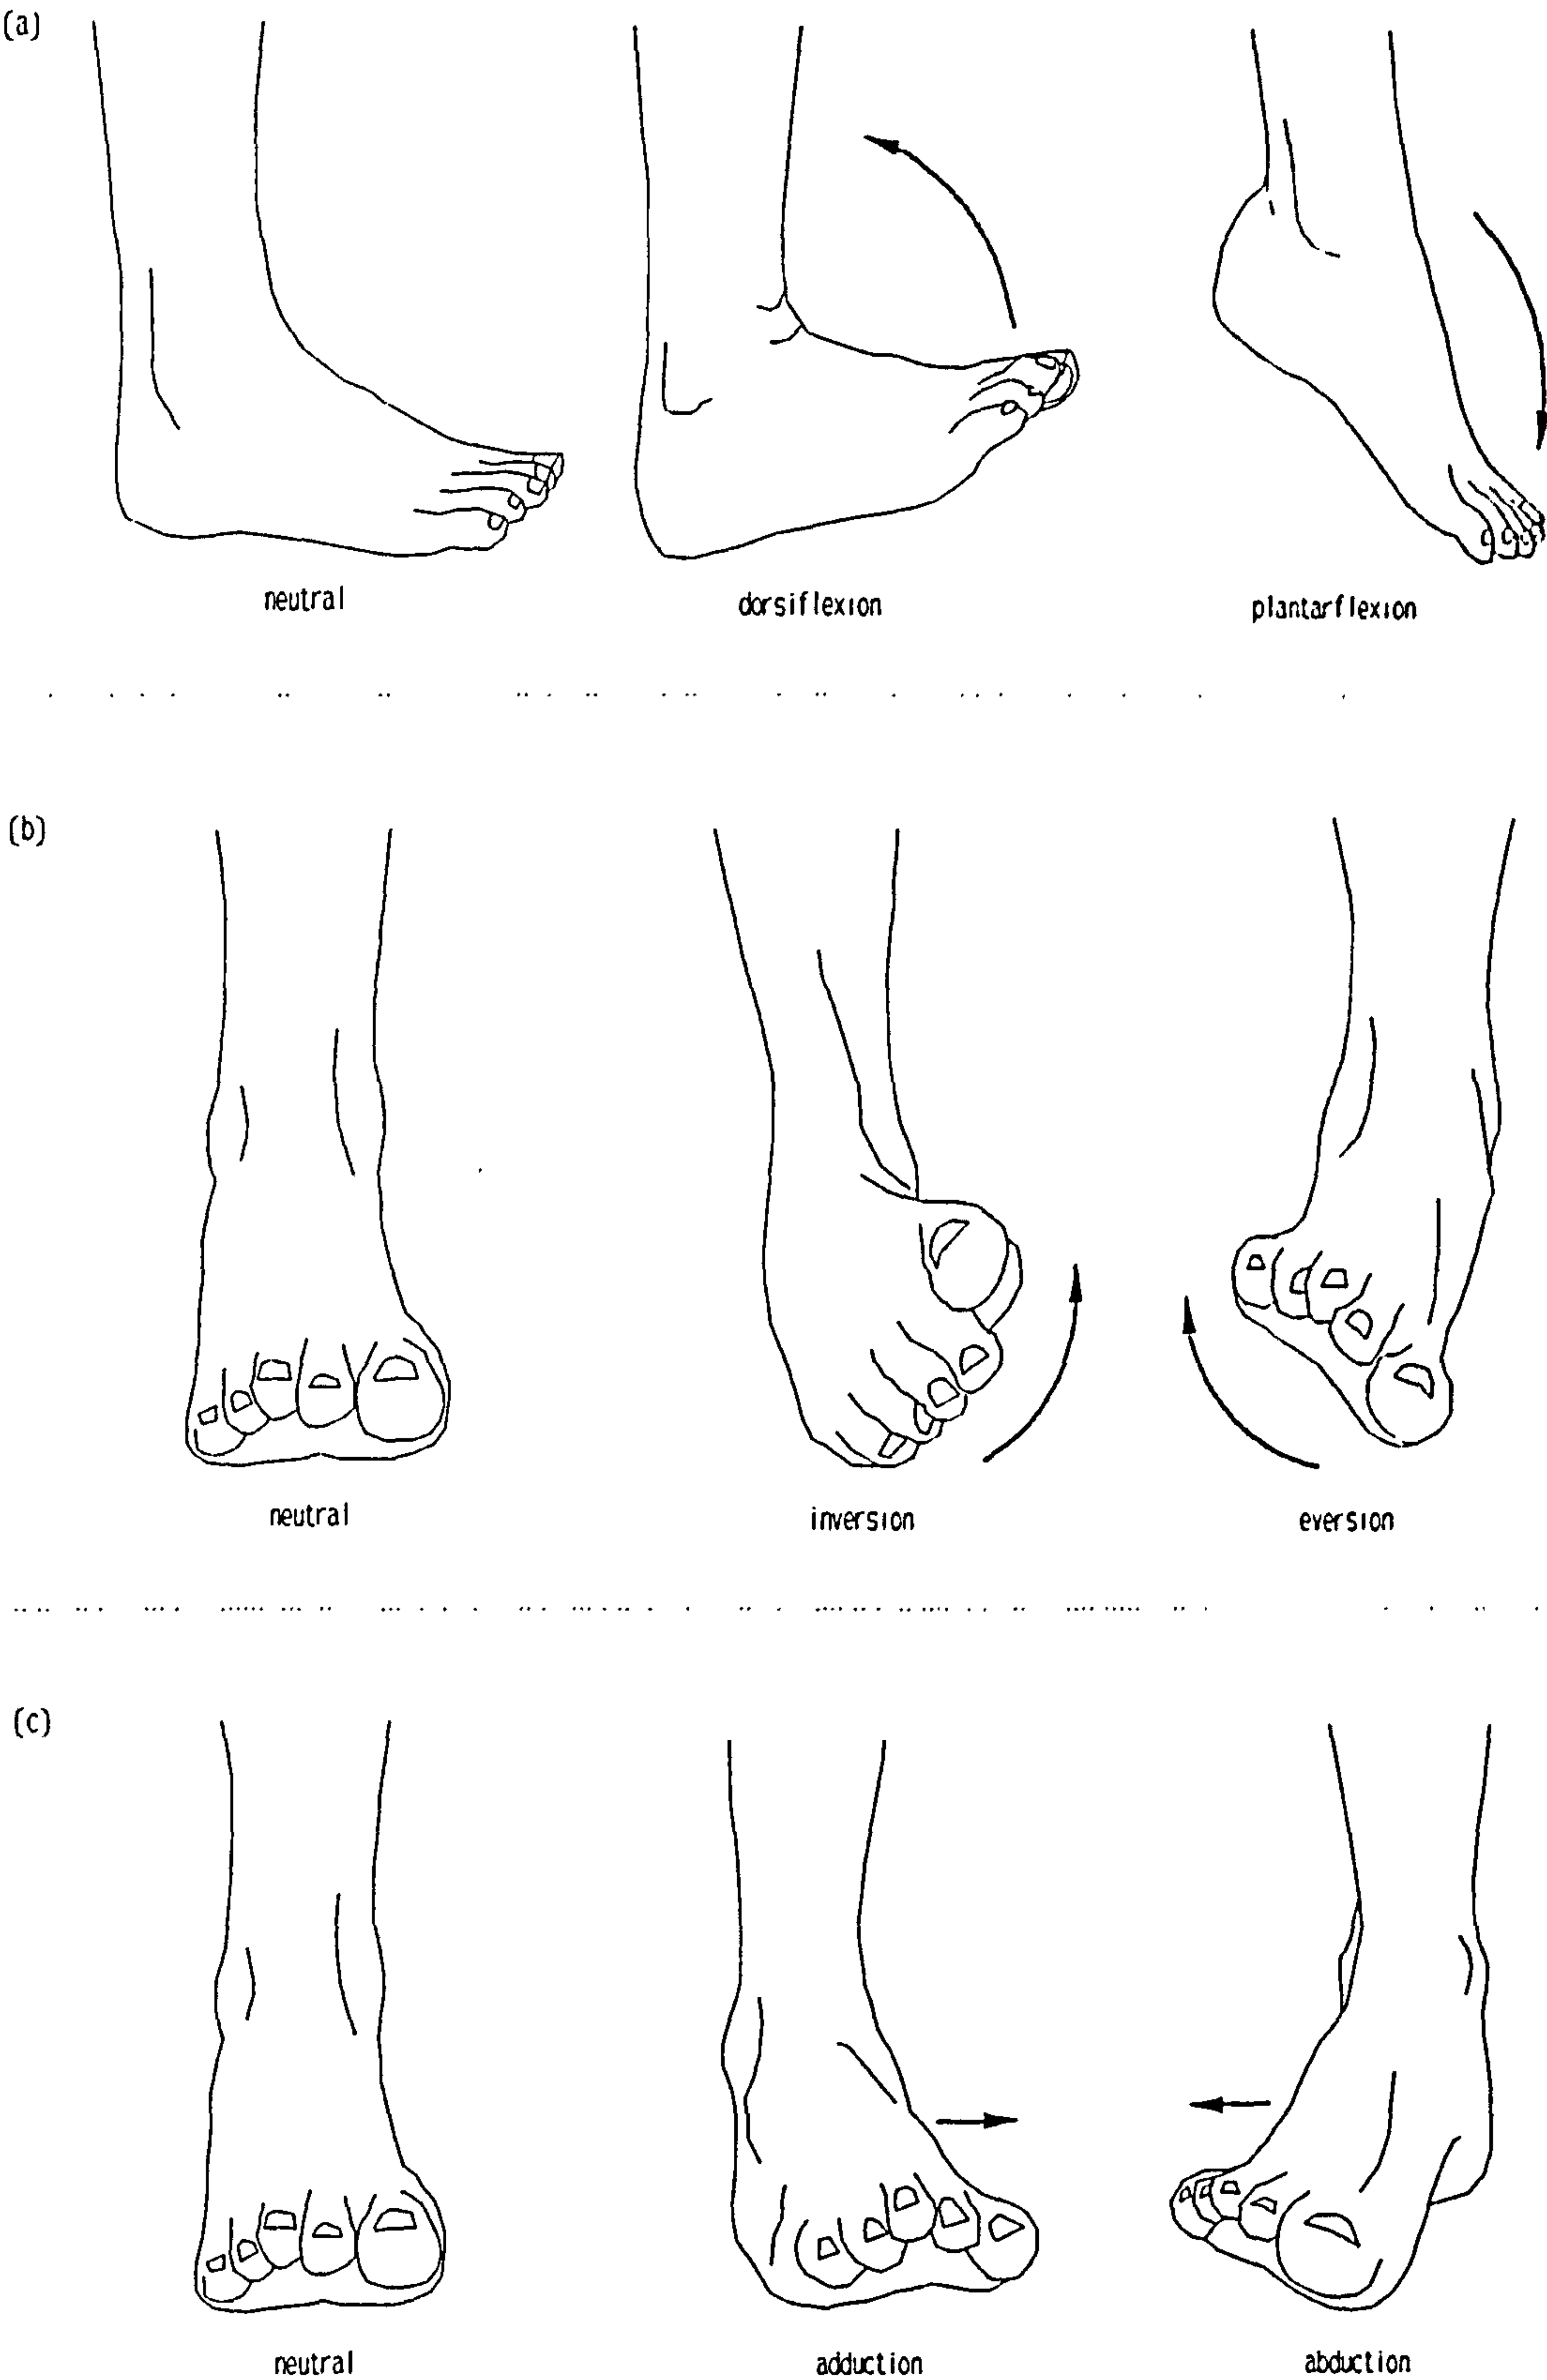 (a)
neutral dorsiflexion plantarflexion
(b)
neutral inversion eversion
(c)
neutral adduction abduction